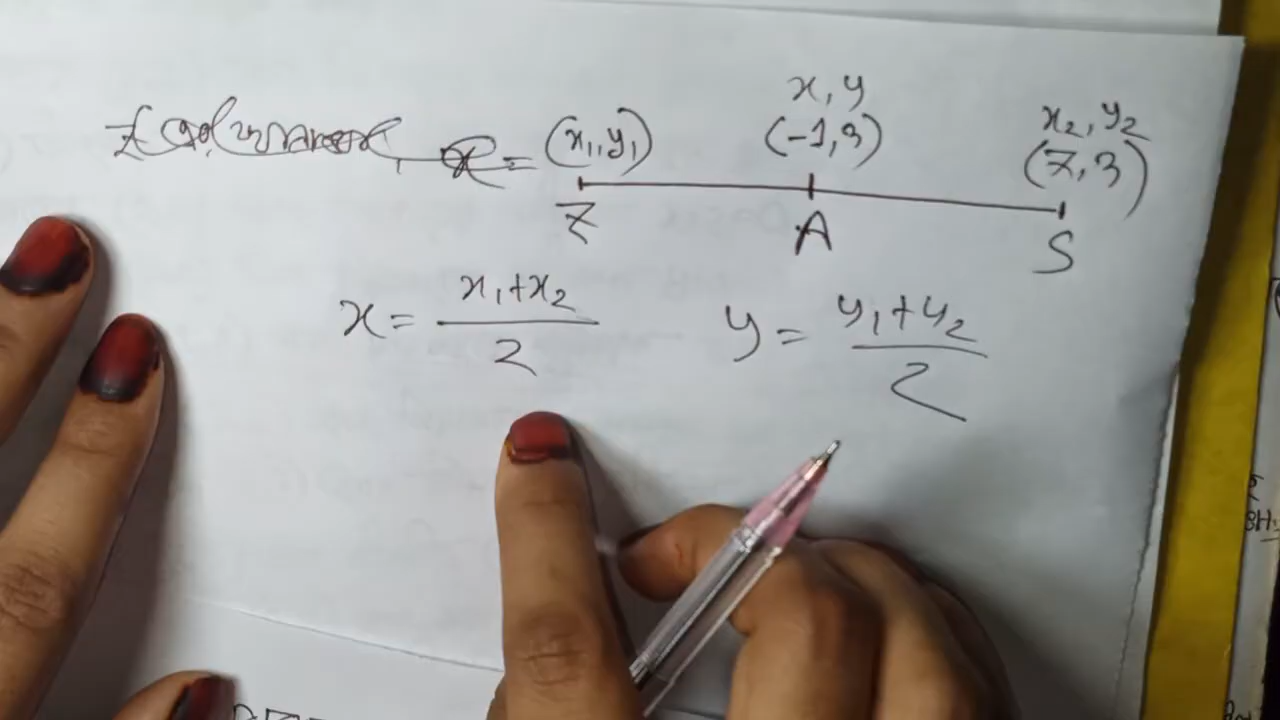 x, y
(x₁, y₁) (-1, 3) x₂, y₂
(7, 3)
Z A S
x = x₁+x₂ / 2
y = y₁+y₂ / 2